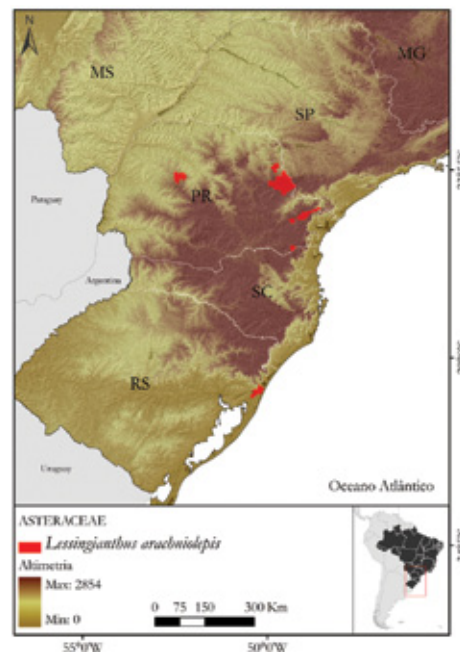 N
MG
MS
SP
Paraguay
PR
Argentina
SC
RS
Uruguay
Oceano Atlântico
ASTERACEAE
Lessingianthus arachniolepis
Altimetria
Max: 2854
Min: 0
0 75 150 300 Km
55°0'W 50°0'W